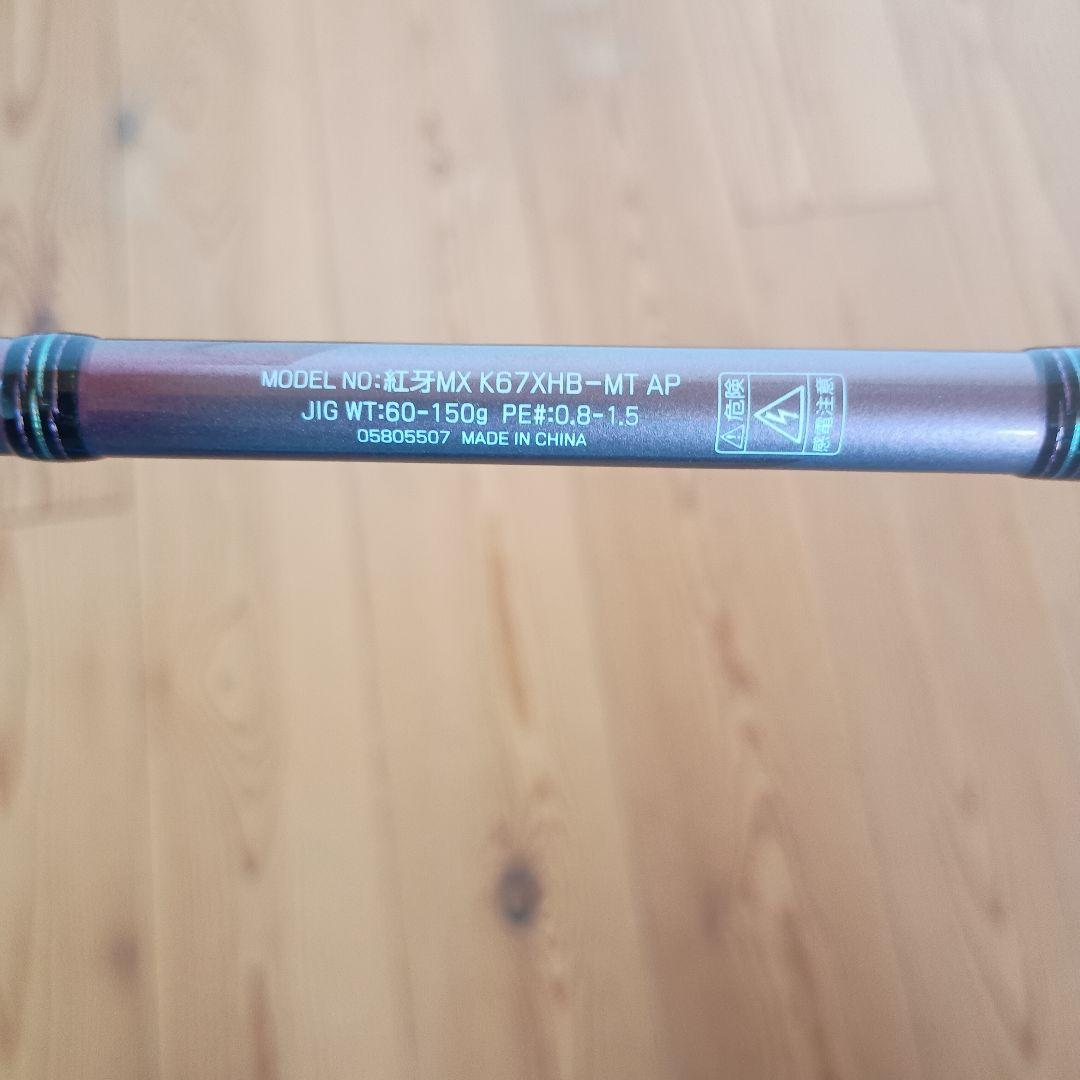 MODEL NO:紅牙MX K67XHB-MT AP
JIG WT:60-150g PE#:0.8-1.5
05805507 MADE IN CHINA
危険
感電注意